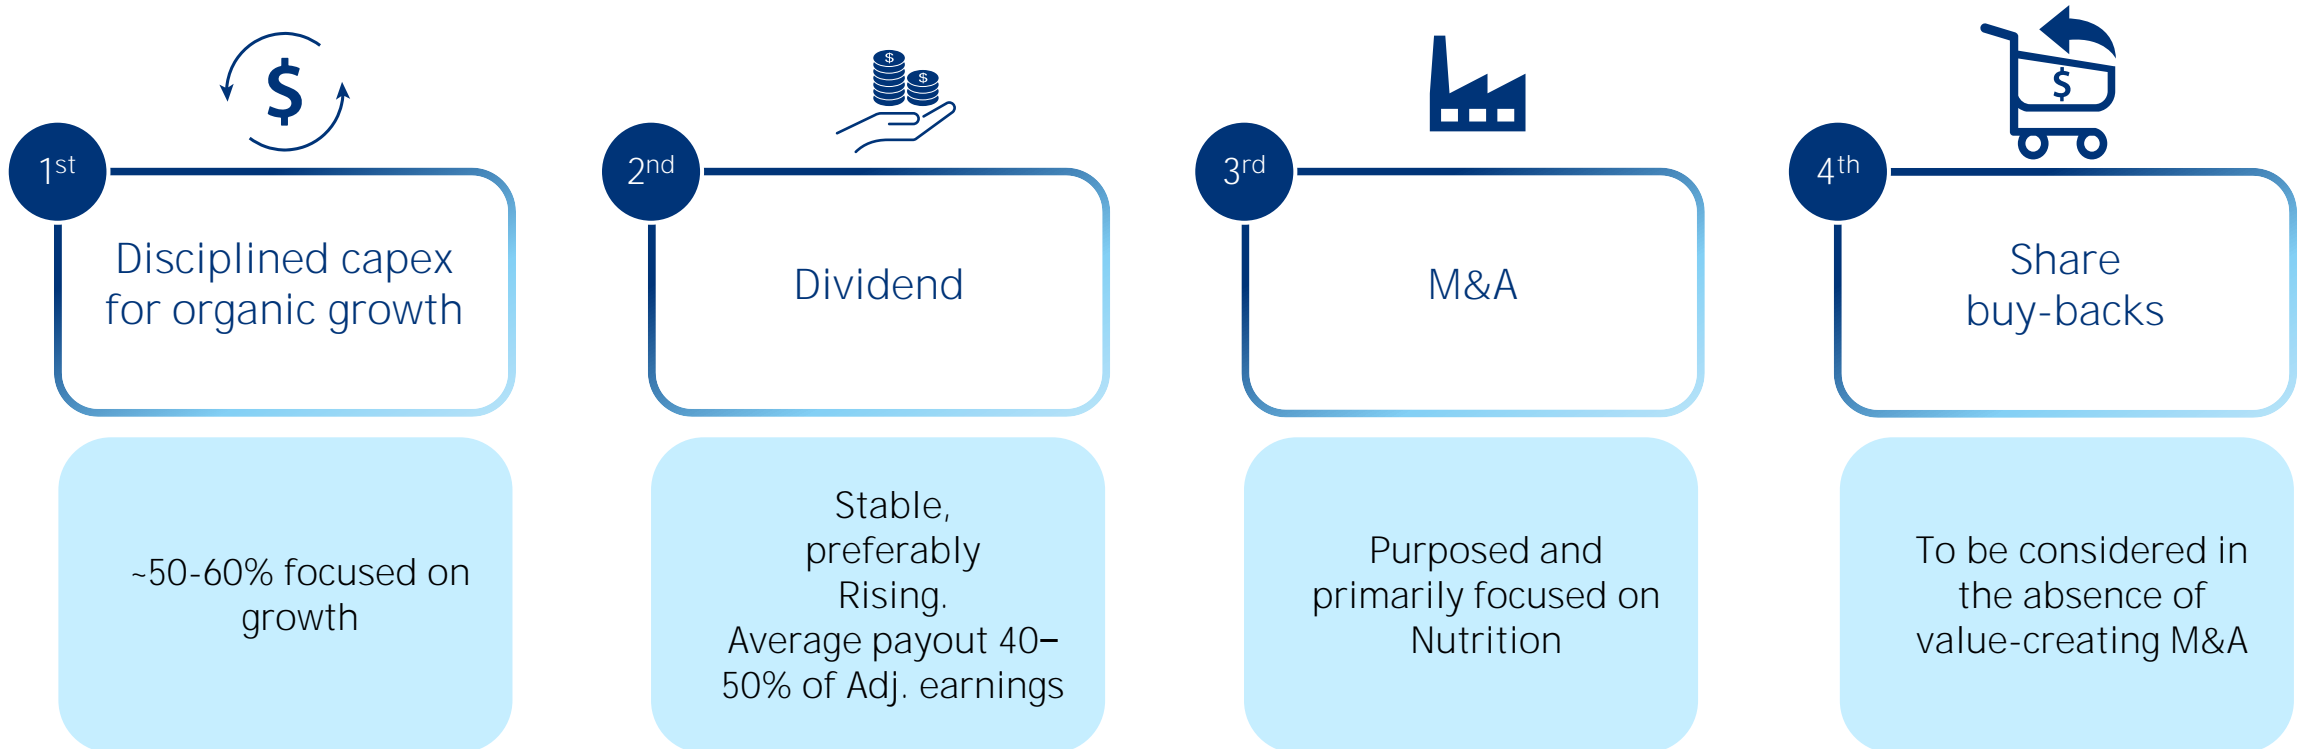 $
1st
Disciplined capex
for organic growth
~50-60% focused on
growth
$
$
2nd
Dividend
Stable,
preferably
Rising.
Average payout 40–
50% of Adj. earnings
3rd
M&A
Purposed and
primarily focused on
Nutrition
$
4th
Share
buy-backs
To be considered in
the absence of
value-creating M&A